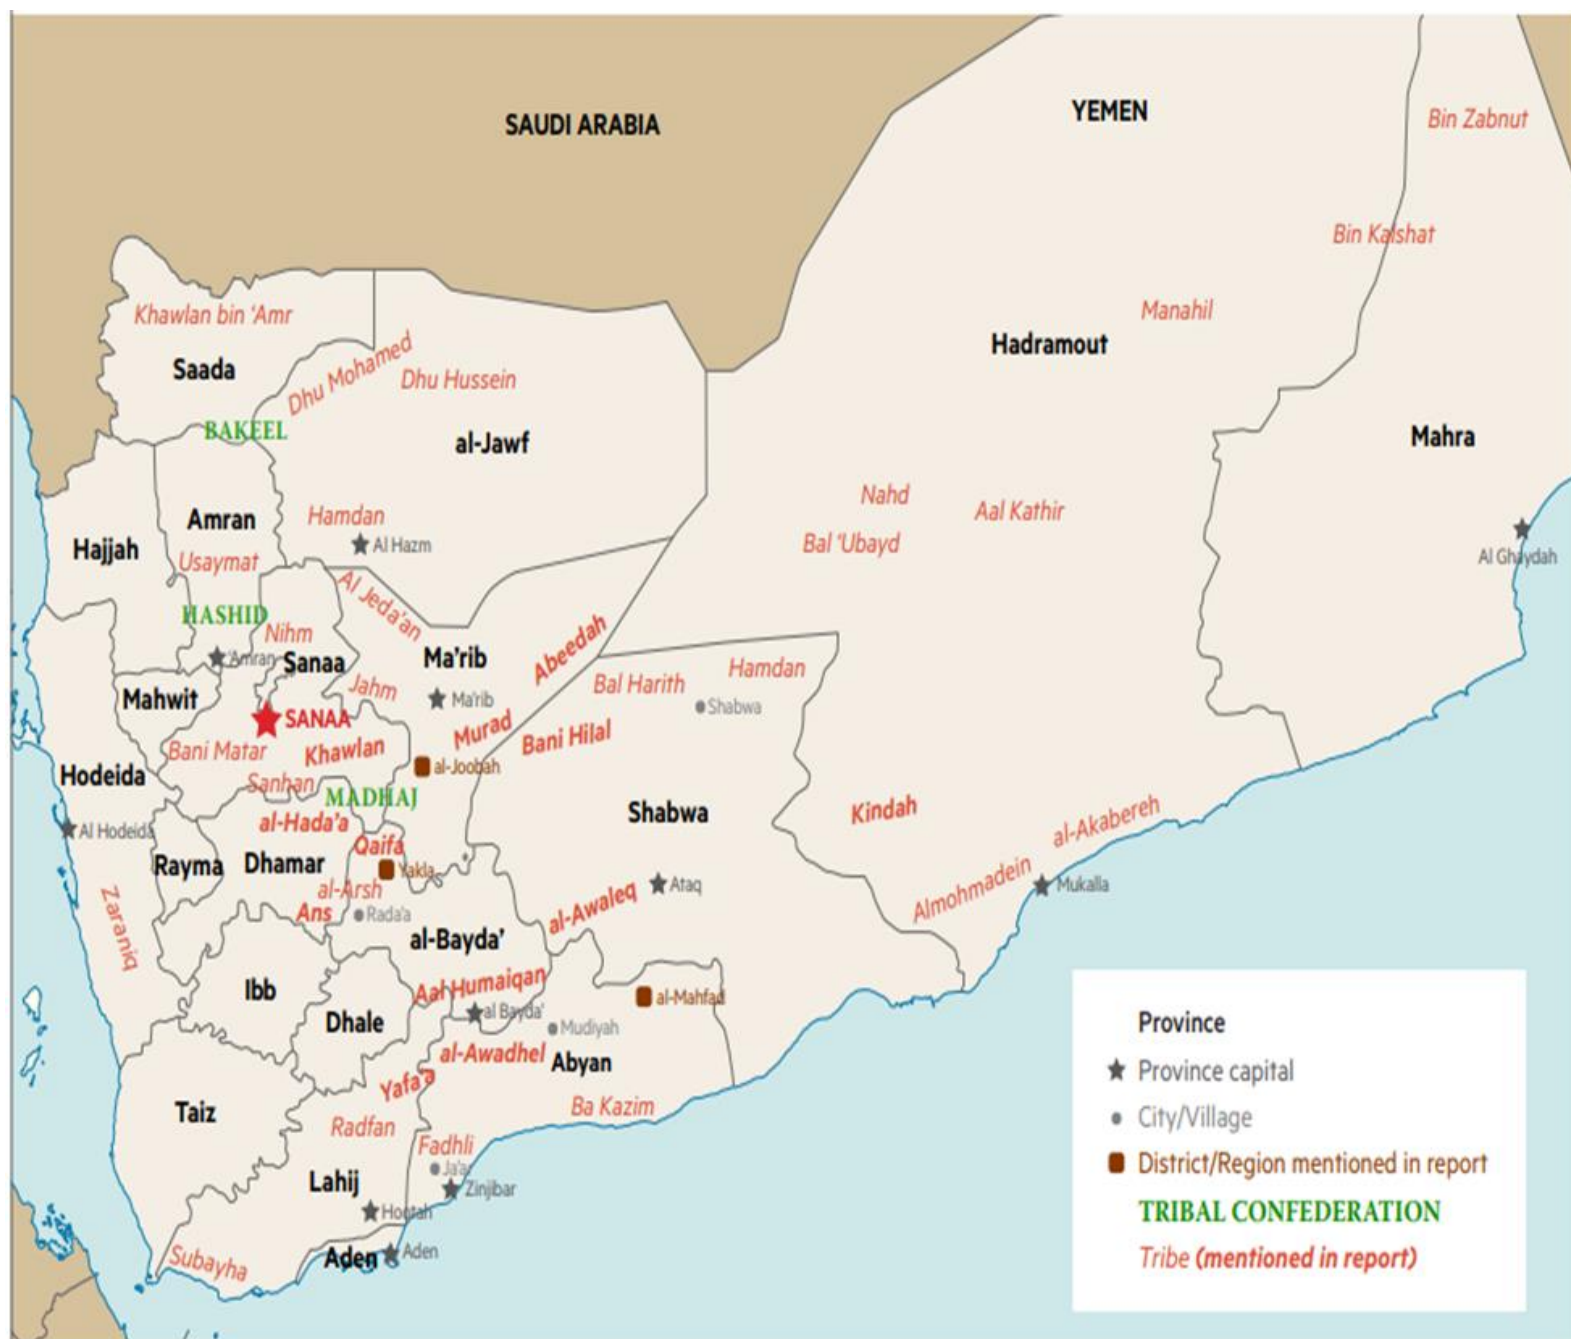 SAUDI ARABIA
YEMEN
Bin Zabnut
Bin Kalshat
Khawlan bin ‘Amr
Manahil
Saada
Dhu Mohamed
Dhu Hussein
Hadramout
BAKEEL
al-Jawf
Mahra
Nahd
Aal Kathir
Amran
Hamdan
Al Hazm
Bal ‘Ubayd
Hajjah
Usaymat
Al Ghaydah
Al Jeda’an
HASHID
Nihm
Abeedah
‘Amran
Sanaa
Ma’rib
Bal Harith
Hamdan
Mahwit
Jahm
Ma'rib
Shabwa
SANAA
Murad
Bani Hilal
Bani Matar
Khawlan
al-Joobah
Hodeida
Sanhan
MADHAJ
Shabwa
Kindah
al-Akabereh
Al Hodeida
al-Hada’a
Qaifa
Rayma
Dhamar
Yakla
al-Arsh
Ataq
Almohmadein
Mukalla
Zaraniq
Ans
Rada'a
al-Awaleq
al-Bayda’
Ibb
Aal Humaiqan
al-Mahfad
Dhale
al Bayda'
Mudiyah
al-Awadhel
Abyan
Yafa’a
Taiz
Radfan
Ba Kazim
Fadhli
Ja'ar
Lahij
Zinjibar
Hootah
Subayha
Aden
Aden
Province
Province capital
City/Village
District/Region mentioned in report
TRIBAL CONFEDERATION
Tribe (mentioned in report)